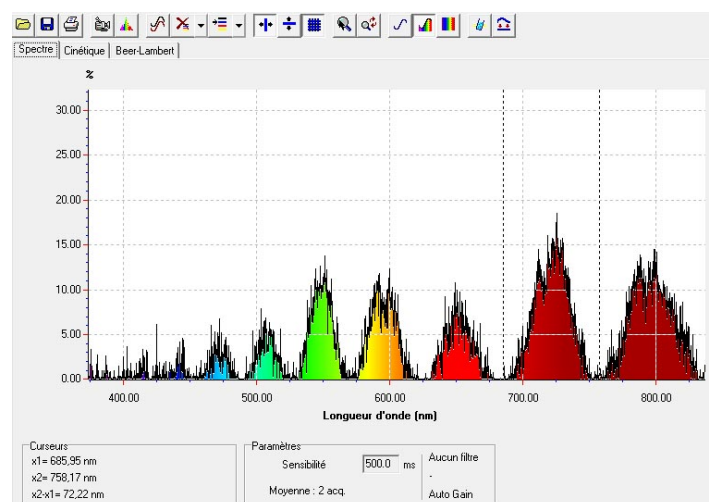 Spectre Cinétique Beer-Lambert
%
30.00
25.00
20.00
15.00
10.00
5.00
0.00
400.00 500.00 600.00 700.00 800.00
Longueur d'onde (nm)
Curseurs
x1= 685,95 nm
x2= 758,17 nm
x2-x1= 72,22 nm
Paramètres
Sensibilité 500.0 ms
Moyenne : 2 acq.
Aucun filtre
-
Auto Gain